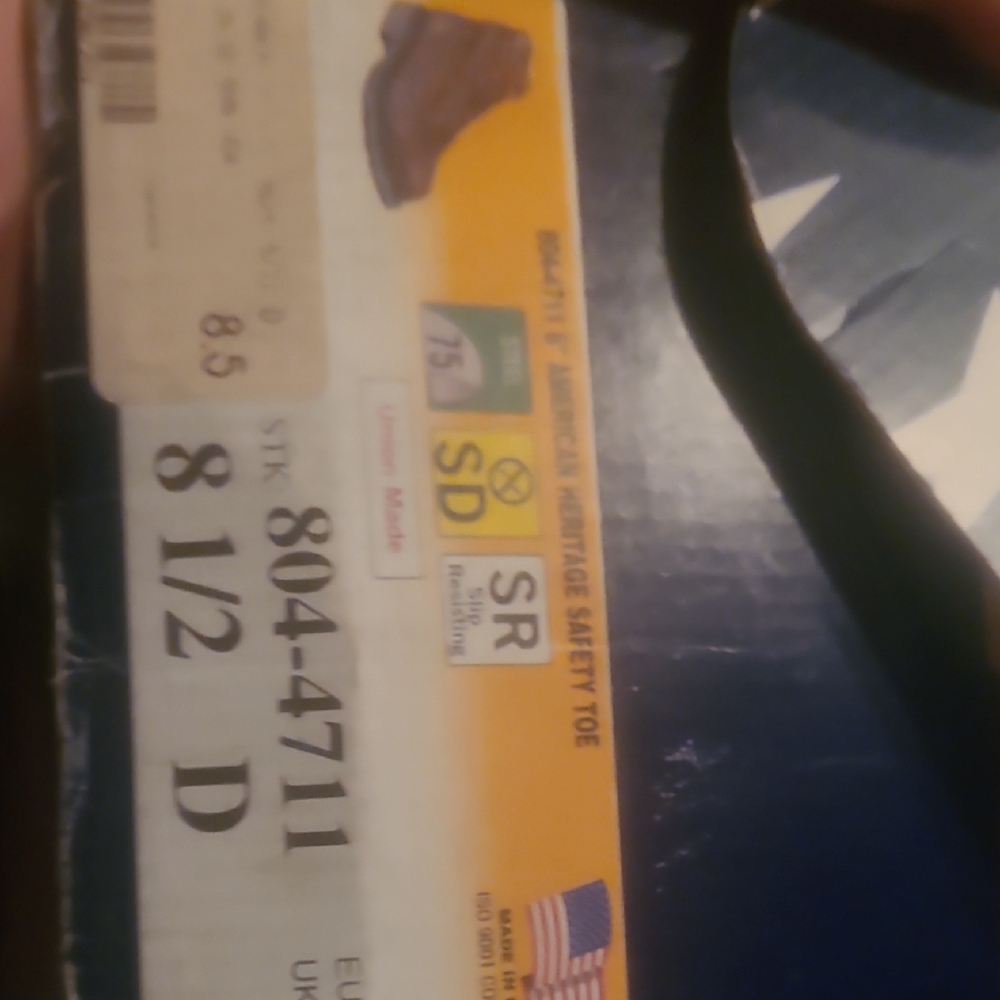 804-4711 6" AMERICAN HERITAGE SAFETY TOE
STEEL
75
SD
SR
Slip
Resisting
Union Made
MADE IN
ISO 9001
STK 804-4711
8 1/2 D
EU
UK
8.5
D